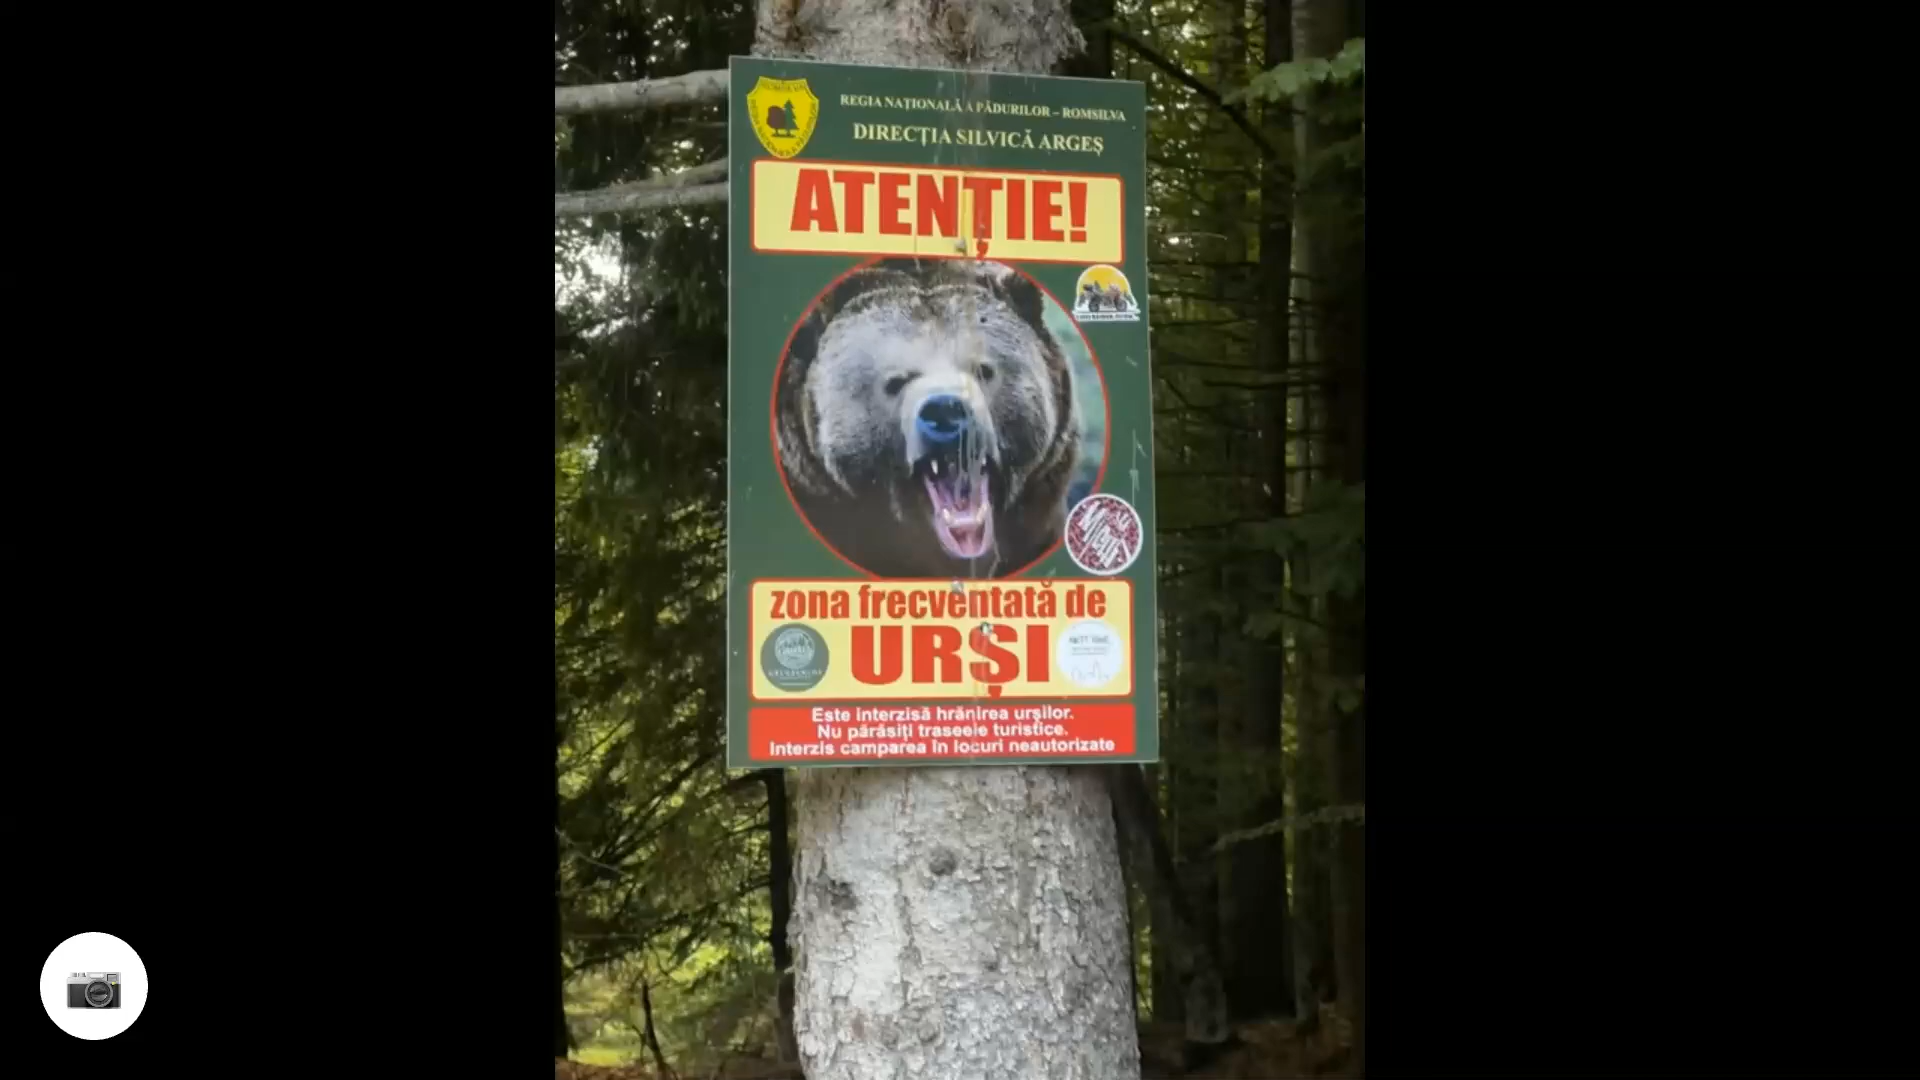 REGIA NAȚIONALĂ A PĂDURILOR – ROMSILVA
DIRECȚIA SILVICĂ ARGEȘ
ATENȚIE!
zona frecventată de
URȘI
Este interzisă hrănirea urșilor.
Nu părăsiți traseele turistice.
Interzis camparea în locuri neautorizate